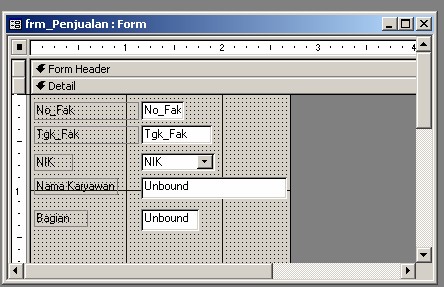 frm_Penjualan : Form
1 2 3 4
Form Header
Detail
No_Fak No_Fak
Tgk_Fak Tgk_Fak
NIK NIK
1
Nama Karyawan Unbound
Bagian Unbound